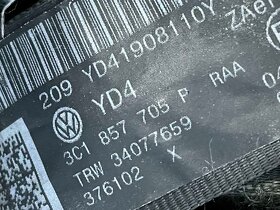 209 YD41908110Y ZAe
YD4
3C1 857 705 P RAA
TRW 34077659
376102 X